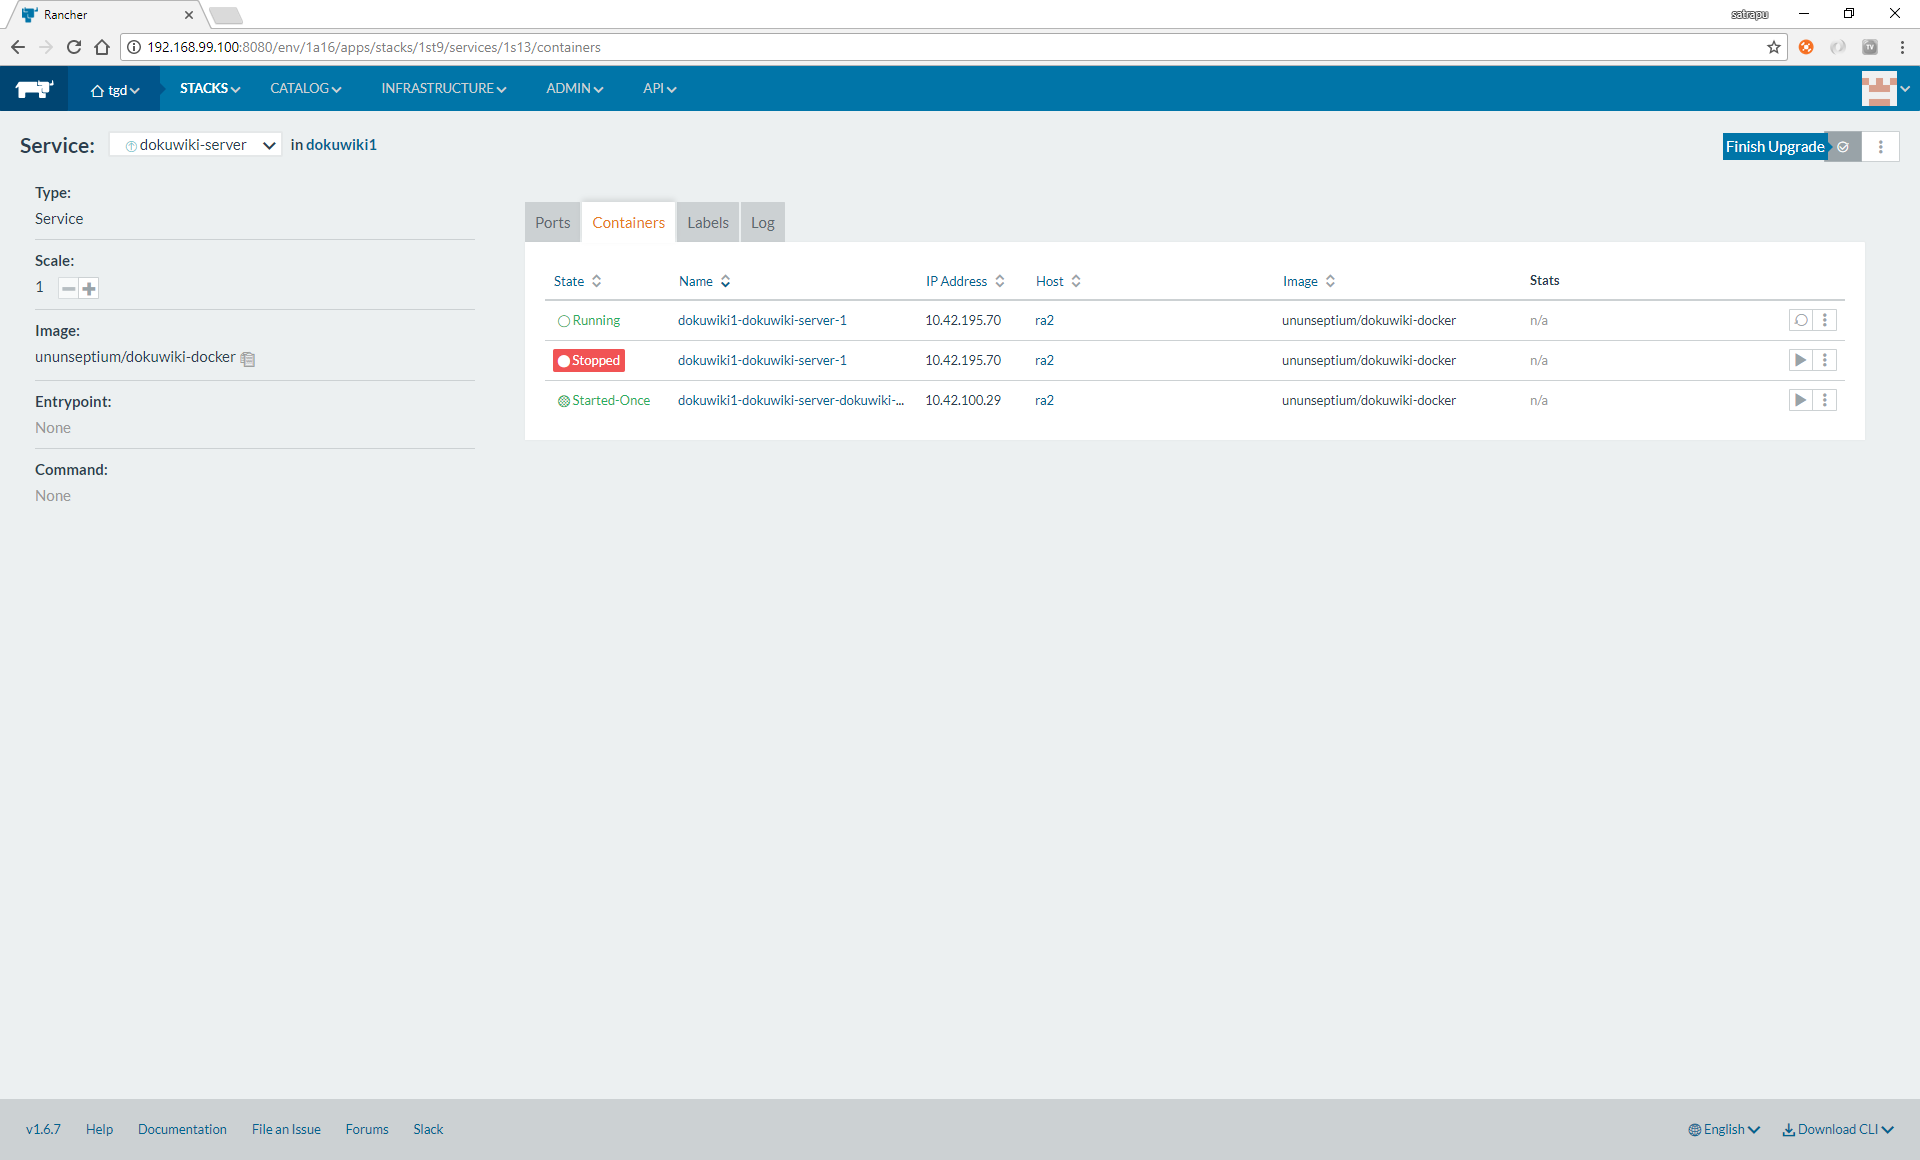 Rancher
satrapu
192.168.99.100:8080/env/1a16/apps/stacks/1st9/services/1s13/containers
TV
tgd STACKS CATALOG INFRASTRUCTURE ADMIN API
Service: dokuwiki-server in dokuwiki1
Finish Upgrade
Type:
Service
Scale:
1
Image:
ununseptium/dokuwiki-docker
Entrypoint:
None
Command:
None
Ports Containers Labels Log
State Name IP Address Host Image Stats
Running dokuwiki1-dokuwiki-server-1 10.42.195.70 ra2 ununseptium/dokuwiki-docker n/a
Stopped dokuwiki1-dokuwiki-server-1 10.42.195.70 ra2 ununseptium/dokuwiki-docker n/a
Started-Once dokuwiki1-dokuwiki-server-dokuwiki-... 10.42.100.29 ra2 ununseptium/dokuwiki-docker n/a
v1.6.7 Help Documentation File an Issue Forums Slack English Download CLI